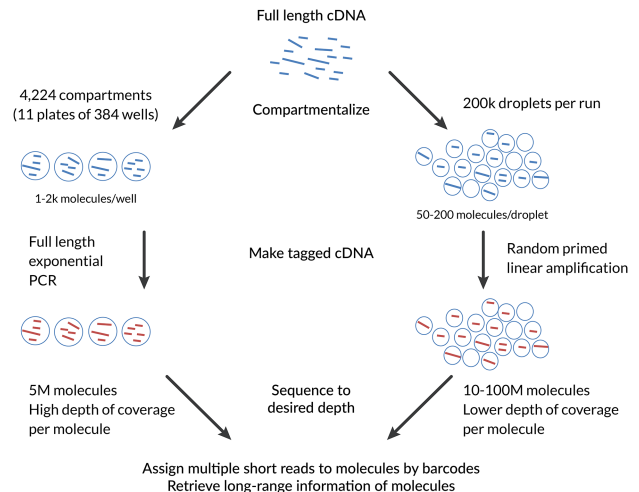 Full length cDNA
4,224 compartments
(11 plates of 384 wells)
Compartmentalize
200k droplets per run
1-2k molecules/well
50-200 molecules/droplet
Full length
exponential
PCR
Make tagged cDNA
Random primed
linear amplification
5M molecules
High depth of coverage
per molecule
Sequence to
desired depth
10-100M molecules
Lower depth of coverage
per molecule
Assign multiple short reads to molecules by barcodes
Retrieve long-range information of molecules